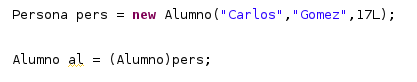 Persona pers = new Alumno("Carlos","Gomez",17L);
Alumno al = (Alumno)pers;